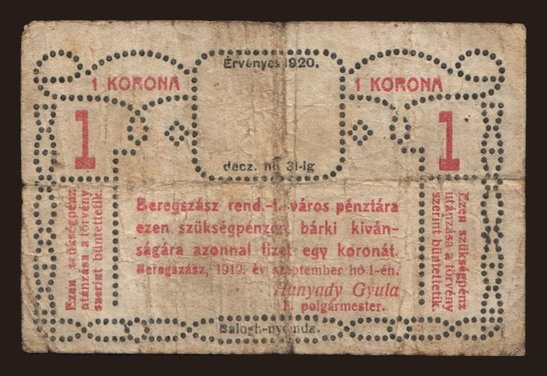 Érvényes 1920.
1 KORONA
1 KORONA
1
1
decz. hó 31-ig
Ezen szükségpénz
utánzása a törvény
szerint büntettetik.
Beregszász rend.-t. város pénztára
ezen szükségpénzért bárki kiván-
ságára azonnal fizet egy koronát.
Beregszász, 1919. év szeptember hó 1-én.
Hunyady Gyula
h. polgármester.
Ezen szükségpénz
utánzása a törvény
szerint büntettetik.
Balogh-nyomda.